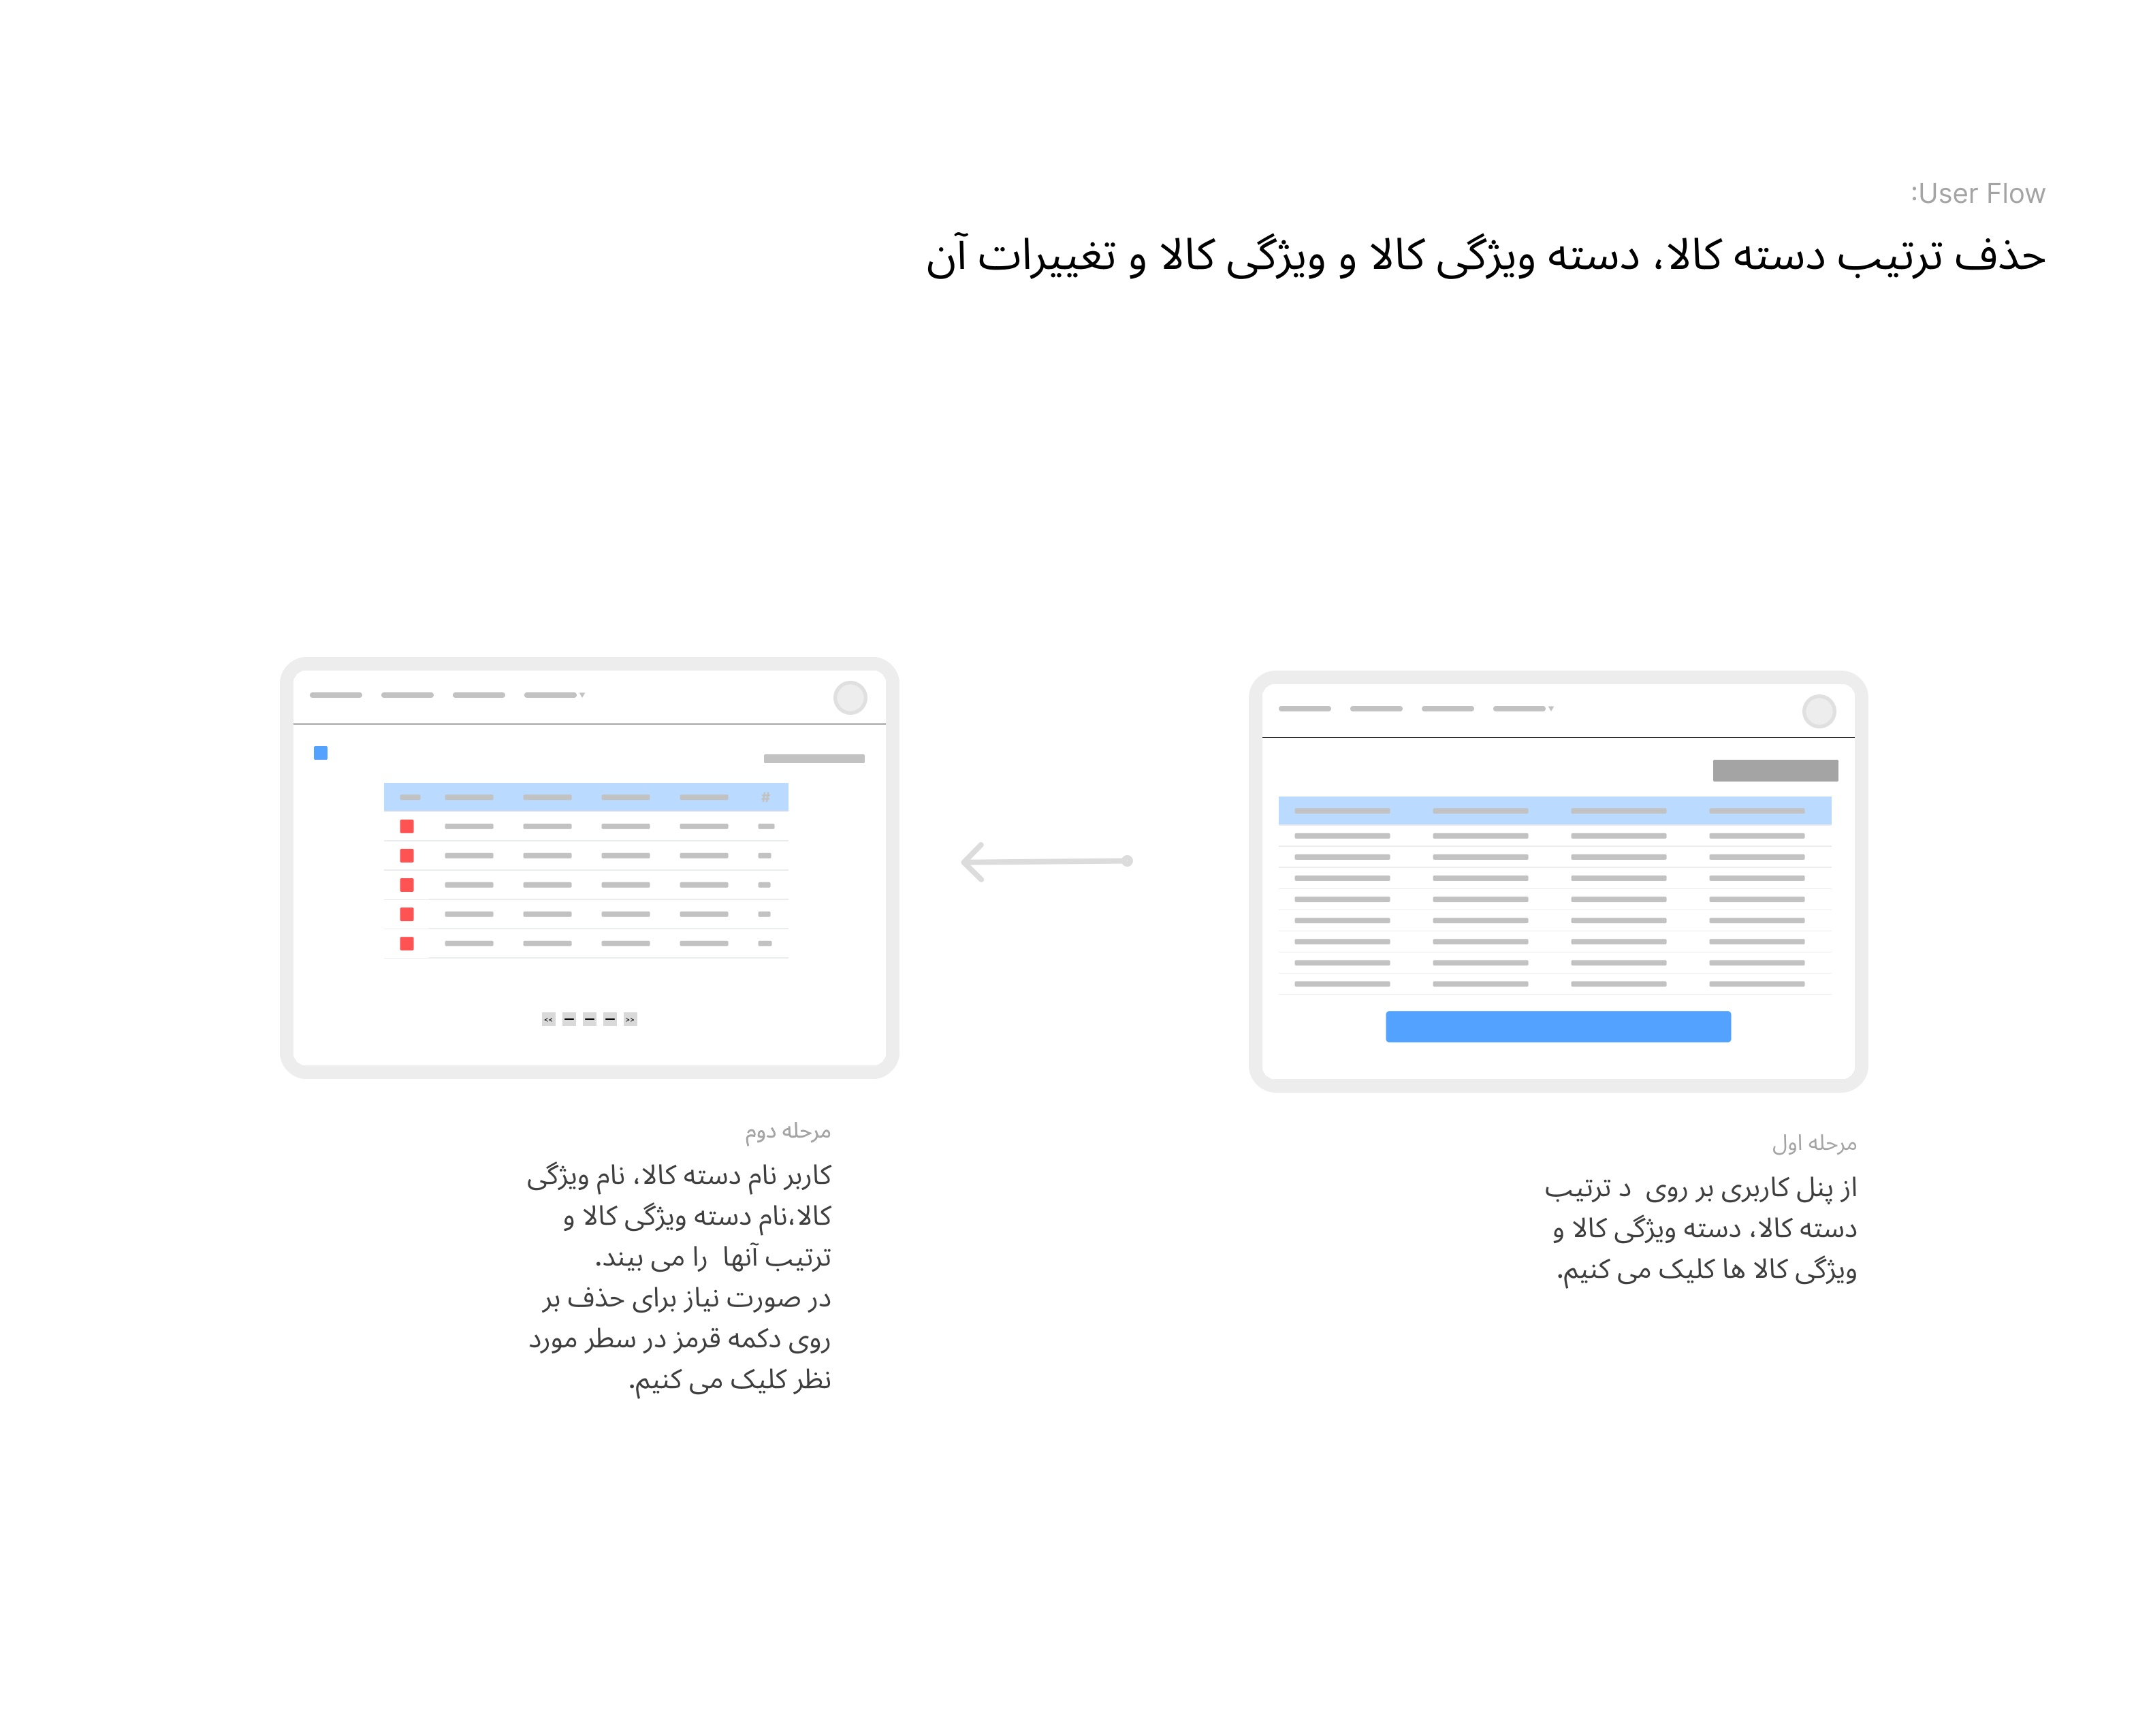 User Flow:
حذف ترتیب دسته کالا، دسته ویژگی کالا و ویژگی کالا و تغییرات آن
#
<<
>>
مرحله اول
از پنل کاربری بر روی  د ترتیب
دسته کالا، دسته ویژگی کالا و
ویژگی کالا ها کلیک می کنیم.
مرحله دوم
کاربر نام دسته کالا، نام ویژگی
کالا،نام دسته ویژگی کالا و
ترتیب آنها  را می بیند.
در صورت نیاز برای حذف بر
روی دکمه قرمز در سطر مورد
نظر کلیک می کنیم.